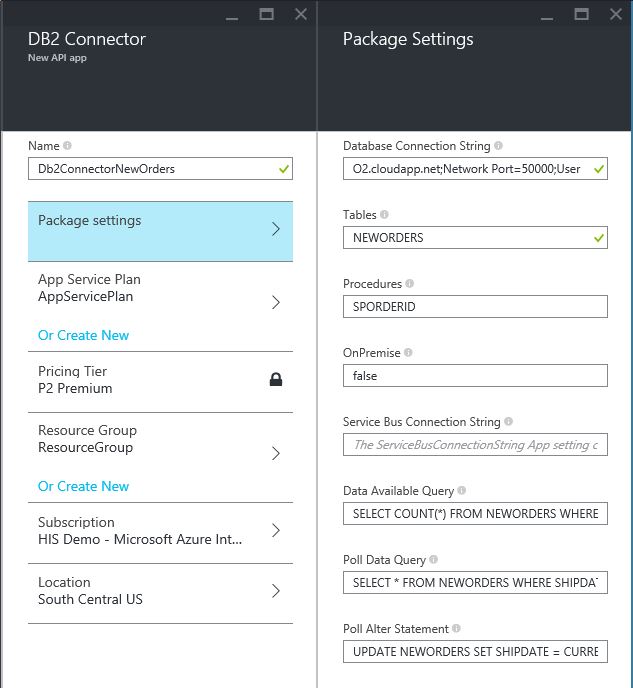 DB2 Connector
New API app
Name
Db2ConnectorNewOrders
Package settings
App Service Plan
AppServicePlan
Or Create New
Pricing Tier
P2 Premium
Resource Group
ResourceGroup
Or Create New
Subscription
HIS Demo - Microsoft Azure Int...
Location
South Central US
Package Settings
Database Connection String
O2.cloudapp.net;Network Port=50000;User
Tables
NEWORDERS
Procedures
SPORDERID
OnPremise
false
Service Bus Connection String
The ServiceBusConnectionString App setting c
Data Available Query
SELECT COUNT(*) FROM NEWORDERS WHERE
Poll Data Query
SELECT * FROM NEWORDERS WHERE SHIPDA
Poll Alter Statement
UPDATE NEWORDERS SET SHIPDATE = CURRE